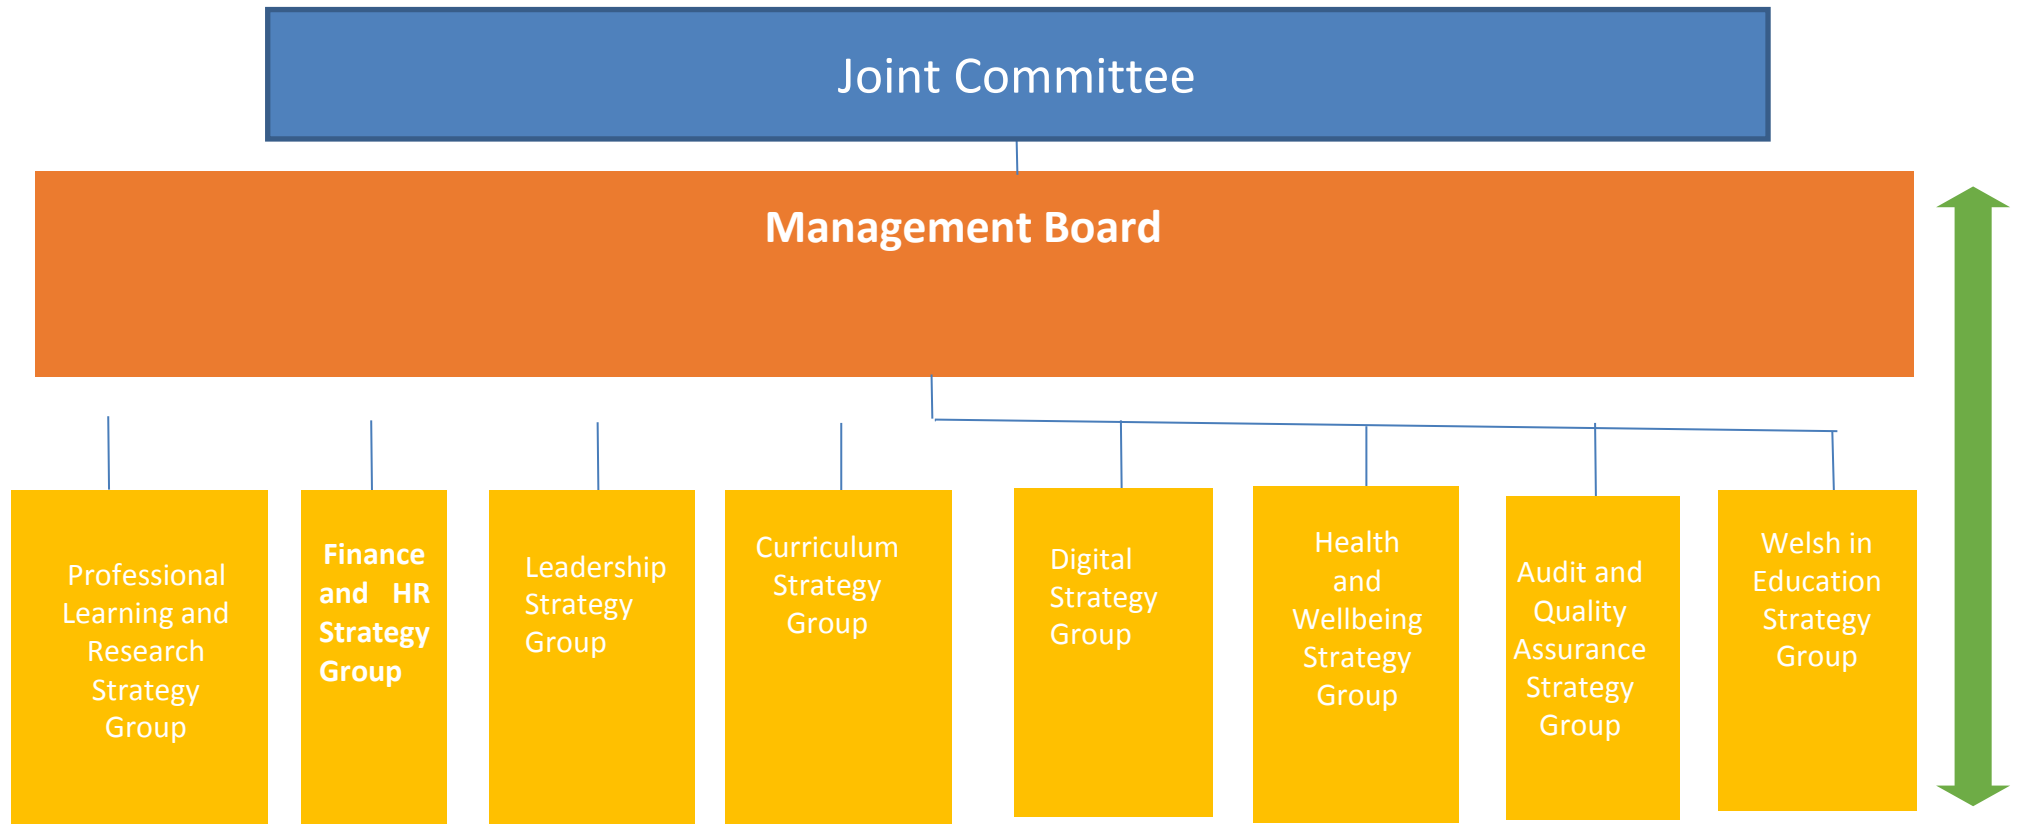 Joint Committee
Management Board
Professional
Learning and
Research
Strategy
Group
Finance
and HR
Strategy
Group
Leadership
Strategy
Group
Curriculum
Strategy
Group
Digital
Strategy
Group
Health
and
Wellbeing
Strategy
Group
Audit and
Quality
Assurance
Strategy
Group
Welsh in
Education
Strategy
Group